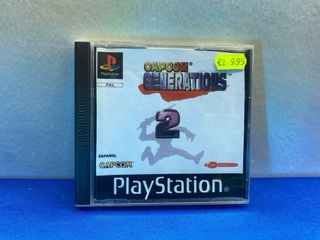 PlayStation
PAL
CAPCOM
GENERATIONS
€2 9,95
2
ESPAÑOL
CAPCOM
PlayStation
PlayStation